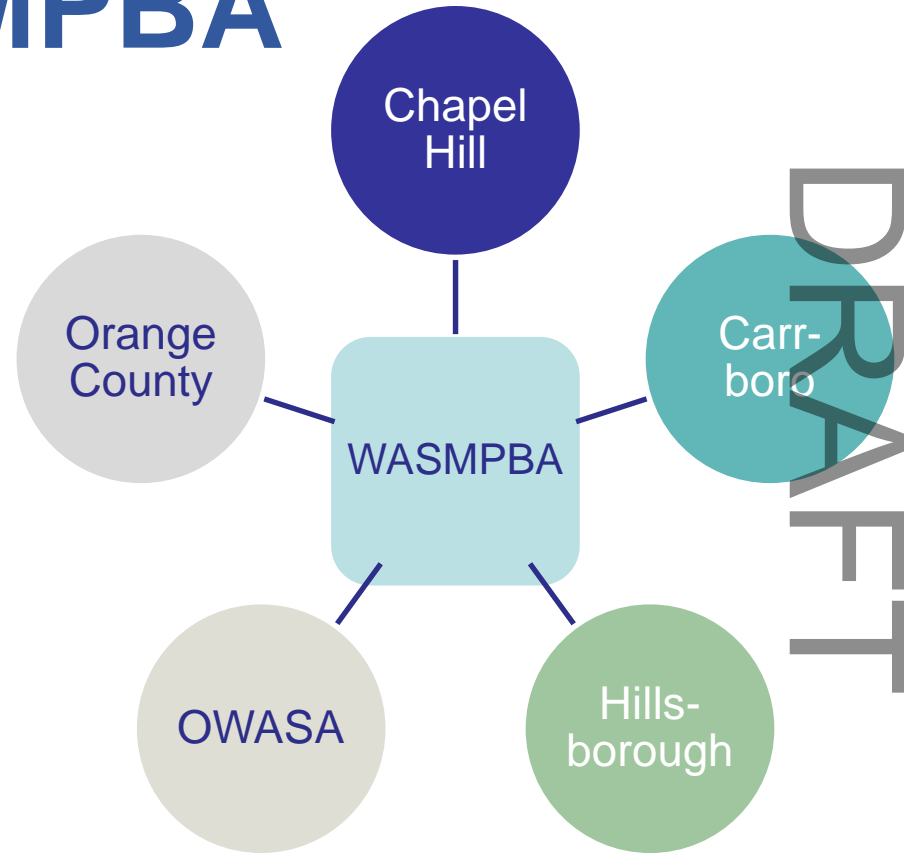 MPBA
Chapel
Hill
Orange
County
Carr-
boro
WASMPBA
OWASA
Hills-
borough
DRAFT